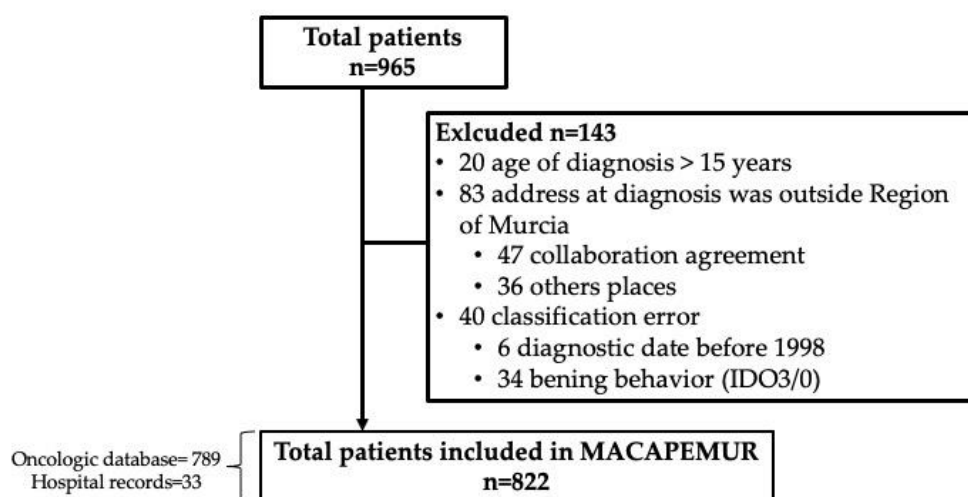 Total patients
n=965
Exlcuded n=143
• 20 age of diagnosis > 15 years
• 83 address at diagnosis was outside Region
of Murcia
• 47 collaboration agreement
• 36 others places
• 40 classification error
• 6 diagnostic date before 1998
• 34 bening behavior (IDO3/0)
Oncologic database= 789
Hospital records=33
Total patients included in MACAPEMUR
n=822